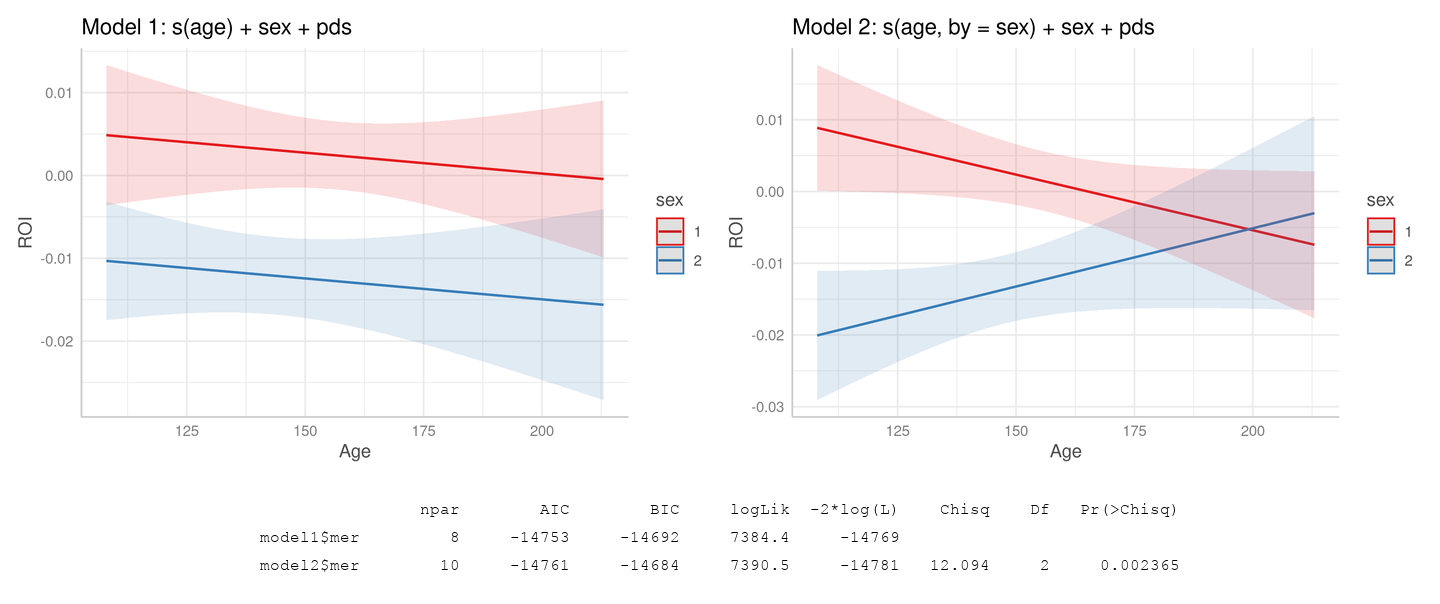 Model 1: s(age) + sex + pds
0.01
0.00
-0.01
-0.02
ROI
125 150 175 200
Age
sex
1
2
Model 2: s(age, by = sex) + sex + pds
0.01
0.00
-0.01
-0.02
-0.03
ROI
125 150 175 200
Age
sex
1
2
npar AIC BIC logLik -2*log(L) Chisq Df Pr(>Chisq)
model1$mer 8 -14753 -14692 7384.4 -14769
model2$mer 10 -14761 -14684 7390.5 -14781 12.094 2 0.002365